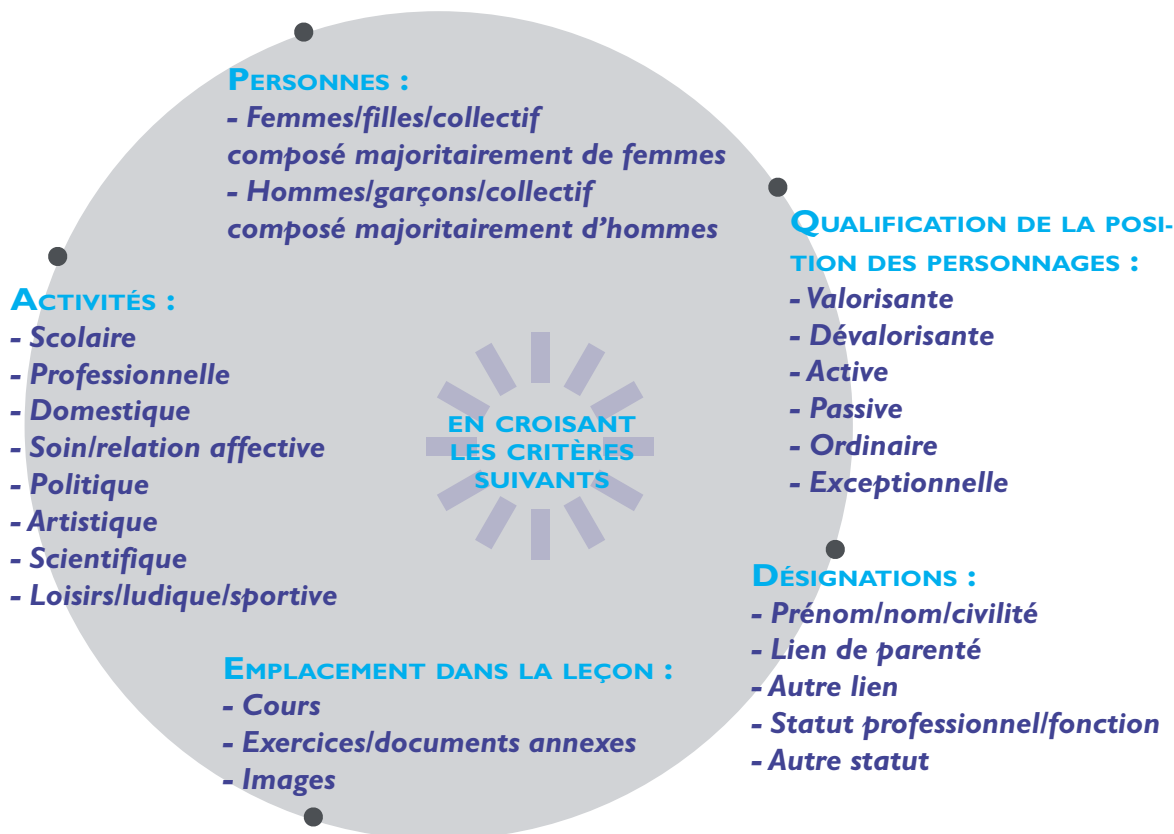 PERSONNES :
- Femmes/filles/collectif
composé majoritairement de femmes
- Hommes/garçons/collectif
composé majoritairement d’hommes
QUALIFICATION DE LA POSI-
TION DES PERSONNAGES :
- Valorisante
- Dévalorisante
- Active
- Passive
- Ordinaire
- Exceptionnelle
ACTIVITÉS :
- Scolaire
- Professionnelle
- Domestique
- Soin/relation affective
- Politique
- Artistique
- Scientifique
- Loisirs/ludique/sportive
EN CROISANT
LES CRITÈRES
SUIVANTS
DÉSIGNATIONS :
- Prénom/nom/civilité
- Lien de parenté
- Autre lien
- Statut professionnel/fonction
- Autre statut
EMPLACEMENT DANS LA LEÇON :
- Cours
- Exercices/documents annexes
- Images